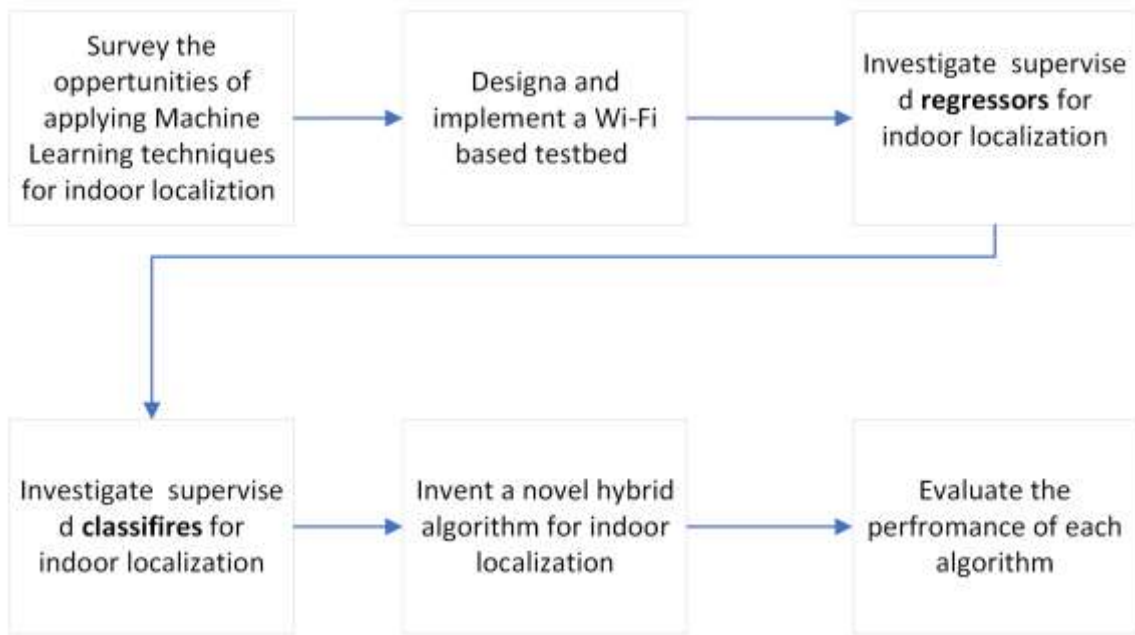 Survey the
oppertunities of
applying Machine
Learning techniques
for indoor localiztion
Designa and
implement a Wi-Fi
based testbed
Investigate supervise
d regressors for
indoor localization
Investigate supervise
d classifires for
indoor localization
Invent a novel hybrid
algorithm for indoor
localization
Evaluate the
perfromance of each
algorithm